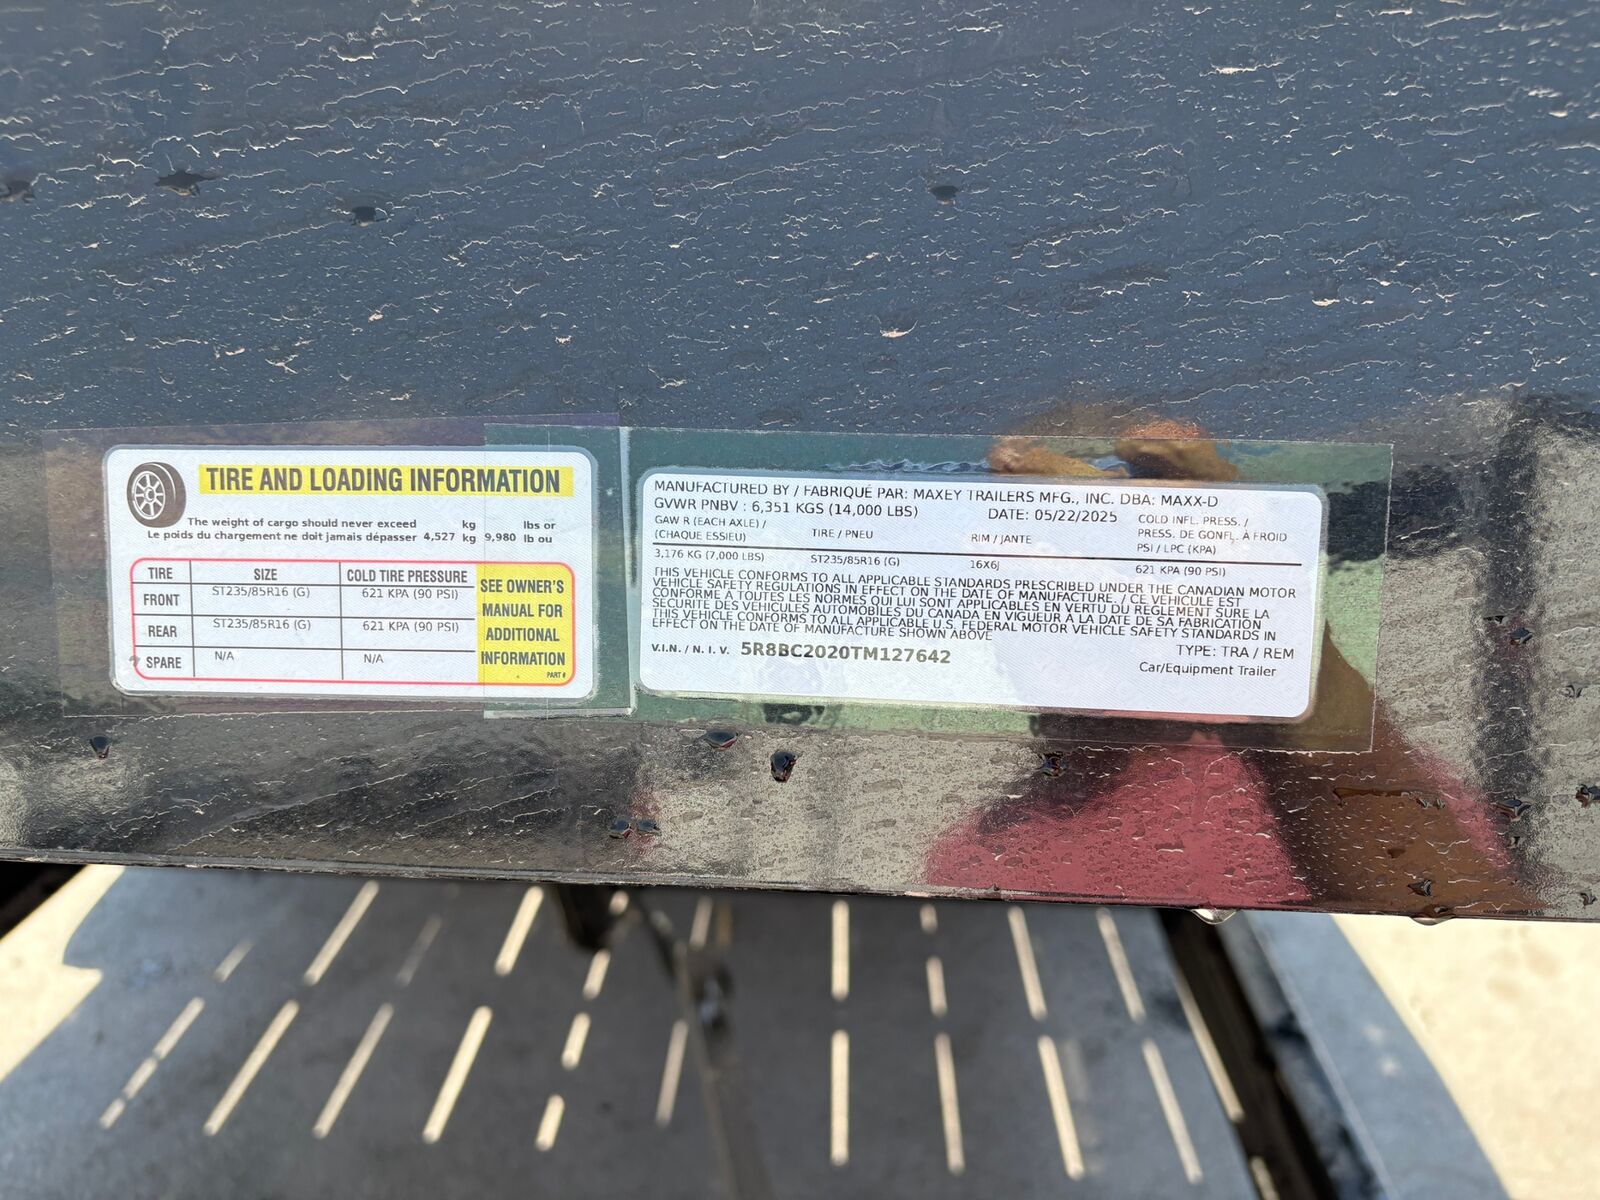 TIRE AND LOADING INFORMATION
The weight of cargo should never exceed kg lbs or
Le poids du chargement ne doit jamais dépasser 4,527 kg 9,980 lb ou
TIRE SIZE COLD TIRE PRESSURE
FRONT ST235/85R16 (G) 621 KPA (90 PSI)
REAR ST235/85R16 (G) 621 KPA (90 PSI)
SPARE N/A N/A
SEE OWNER'S
MANUAL FOR
ADDITIONAL
INFORMATION
PART #
MANUFACTURED BY / FABRIQUÉ PAR: MAXEY TRAILERS MFG., INC. DBA: MAXX-D
GVWR PNBV : 6,351 KGS (14,000 LBS) DATE: 05/22/2025
GAW R (EACH AXLE) / (CHAQUE ESSIEU) TIRE / PNEU RIM / JANTE COLD INFL. PRESS. / PRESS. DE GONFL. À FROID PSI / LPC (KPA)
3,176 KG (7,000 LBS) ST235/85R16 (G) 16X6J 621 KPA (90 PSI)
THIS VEHICLE CONFORMS TO ALL APPLICABLE STANDARDS PRESCRIBED UNDER THE CANADIAN MOTOR
VEHICLE SAFETY REGULATIONS IN EFFECT ON THE DATE OF MANUFACTURE. / CE VEHICULE EST
CONFORME A TOUTES LES NORMES QUI LUI SONT APPLICABLES EN VERTU DU REGLEMENT SURE LA
SECURITE DES VEHICULES AUTOMOBILES DU CANADA EN VIGUEUR A LA DATE DE SA FABRICATION
THIS VEHICLE CONFORMS TO ALL APPLICABLE U.S. FEDERAL MOTOR VEHICLE SAFETY STANDARDS IN
EFFECT ON THE DATE OF MANUFACTURE SHOWN ABOVE
V.I.N. / N. I. V. 5R8BC2020TM127642 TYPE: TRA / REM
Car/Equipment Trailer